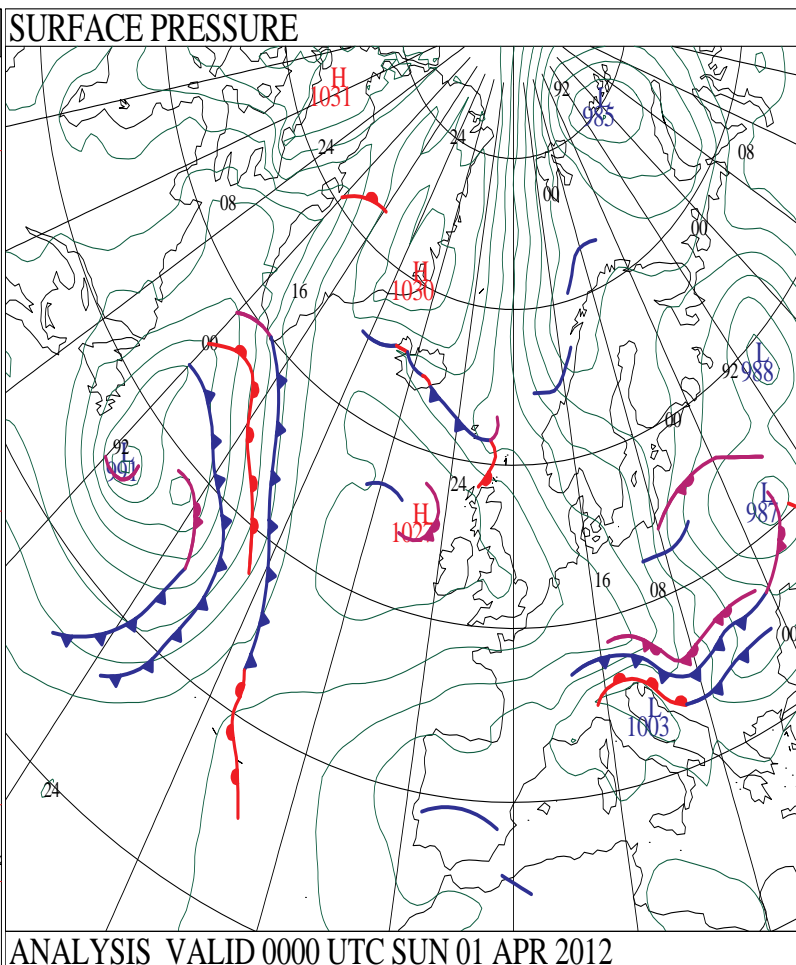 SURFACE PRESSURE
H
1031
92
L
985
24
24
08
08
00
00
H
1030
16
00
L
988
92
92
L
991
00
24
H
1027
L
987
16
08
00
L
1003
24
ANALYSIS VALID 0000 UTC SUN 01 APR 2012